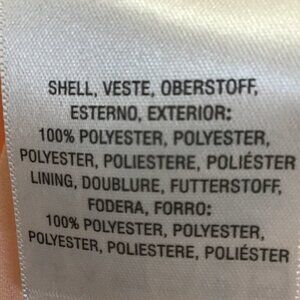 SHELL, VESTE, OBERSTOFF,
ESTERNO, EXTERIOR:
100% POLYESTER, POLYESTER,
POLYESTER, POLIESTERE, POLIÉSTER
LINING, DOUBLURE, FUTTERSTOFF,
FODERA, FORRO:
100% POLYESTER, POLYESTER,
POLYESTER, POLIESTERE, POLIÉSTER